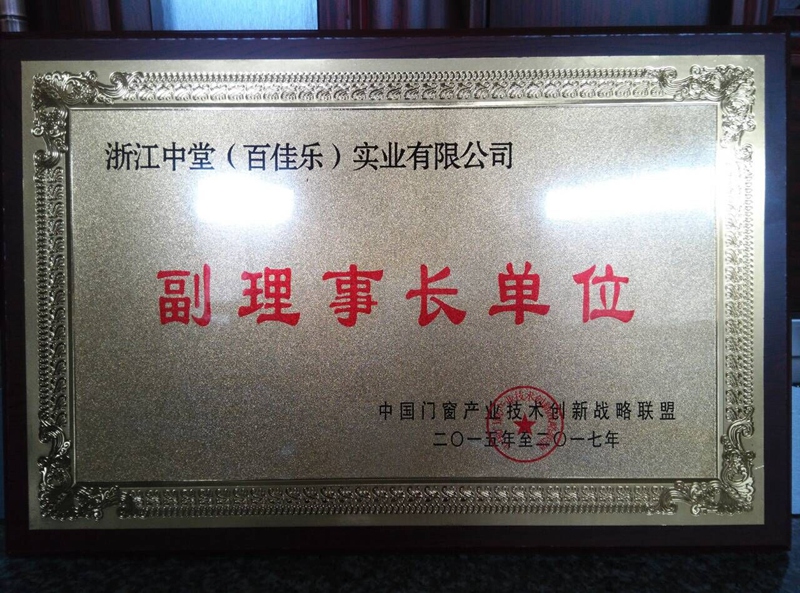 浙江中堂（百佳乐）实业有限公司
副理事长单位
中国门窗产业技术创新战略联盟
二〇一五年至二〇一七年